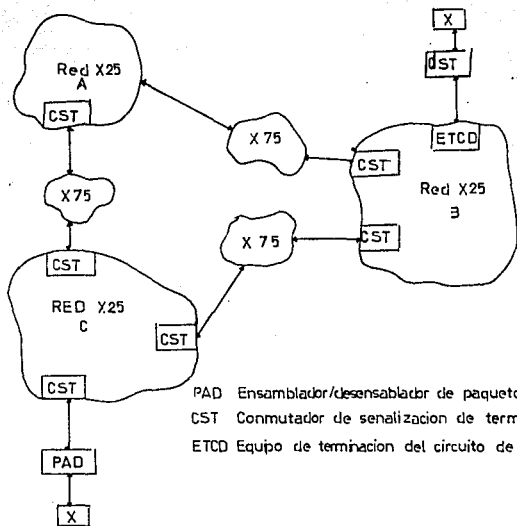 X
dST
Red X25
A
CST
ETCD
X 75
CST
Red X25
B
X75
CST
X 75
CST
RED X25
C
CST
CST
PAD Ensamblador/desensablador de paquet
CST Conmutador de senalizacion de term
ETCD Equipo de terminacion del circuito de
PAD
X